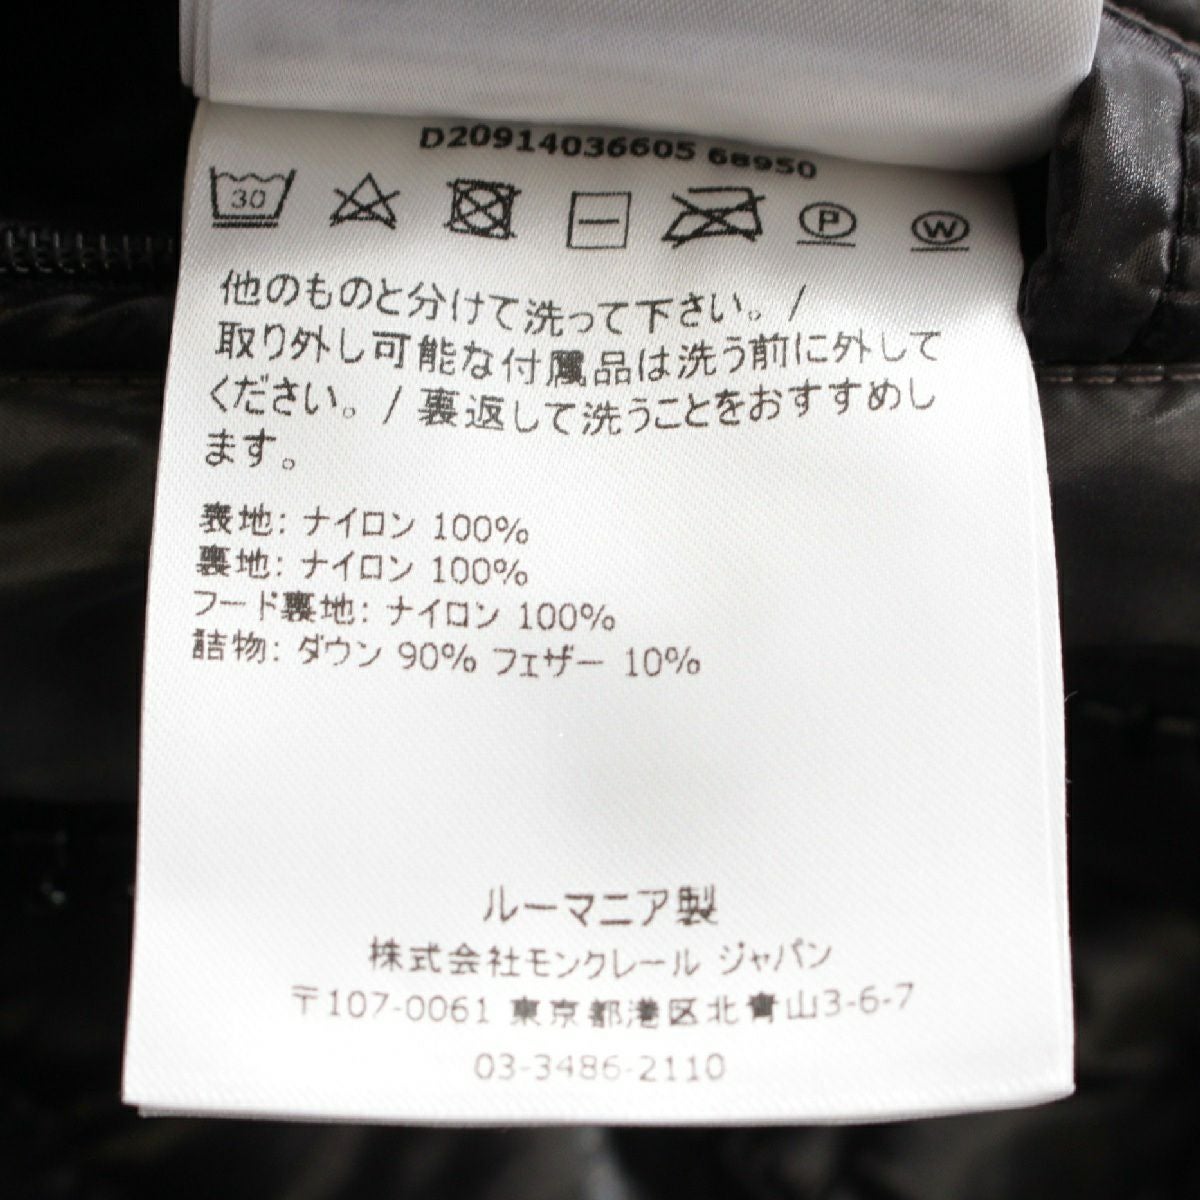 D20914036605 68950
30
P
W
他のものと分けて洗って下さい。/
取り外し可能な付属品は洗う前に外して
ください。/ 裏返して洗うことをおすすめし
ます。
表地: ナイロン 100%
裏地: ナイロン 100%
フード裏地: ナイロン 100%
詰物: ダウン 90% フェザー 10%
ルーマニア製
株式会社モンクレール ジャパン
〒107-0061 東京都港区北青山3-6-7
03-3486-2110